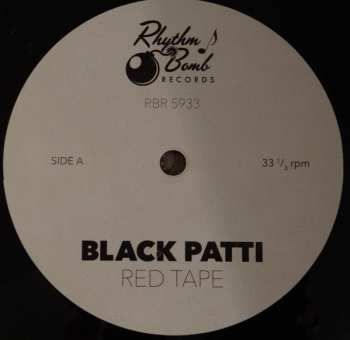 Rhythm
Bomb
RECORDS
RBR 5933
SIDE A
33 1/3 rpm
BLACK PATTI
RED TAPE